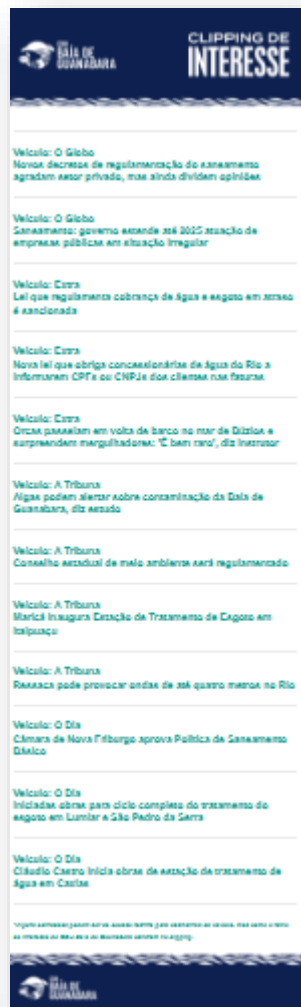 BAÍA DE
GUANABARA
CLIPPING DE
INTERESSE
Veículo: O Globo
Novos decretos de regulamentação do saneamento
agradam setor privado, mas ainda dividem opiniões
Veículo: O Globo
Saneamento: governo estende até 2025 atuação de
empresas públicas em situação irregular
Veículo: Extra
Lei que regulamenta cobrança de água e esgoto em atraso
é sancionada
Veículo: Extra
Nova lei que obriga concessionárias de água do Rio a
informarem CPFs ou CNPJs dos clientes nas faturas
Veículo: Extra
Orcas passeiam em volta de barco no mar de Búzios e
surpreendem mergulhadores: 'É bem raro', diz instrutor
Veículo: A Tribuna
Algas podem alertar sobre contaminação da Baía de
Guanabara, diz estudo
Veículo: A Tribuna
Conselho estadual de meio ambiente será regulamentado
Veículo: A Tribuna
Maricá inaugura Estação de Tratamento de Esgoto em
Itaipuaçu
Veículo: A Tribuna
Ressaca pode provocar ondas de até quatro metros no Rio
Veículo: O Dia
Câmara de Nova Friburgo aprova Política de Saneamento
Básico
Veículo: O Dia
Iniciadas obras para ciclo completo do tratamento do
esgoto em Lumiar e São Pedro da Serra
Veículo: O Dia
Cláudio Castro inicia obras de estação de tratamento de
água em Caxias
BAÍA DE
GUANABARA